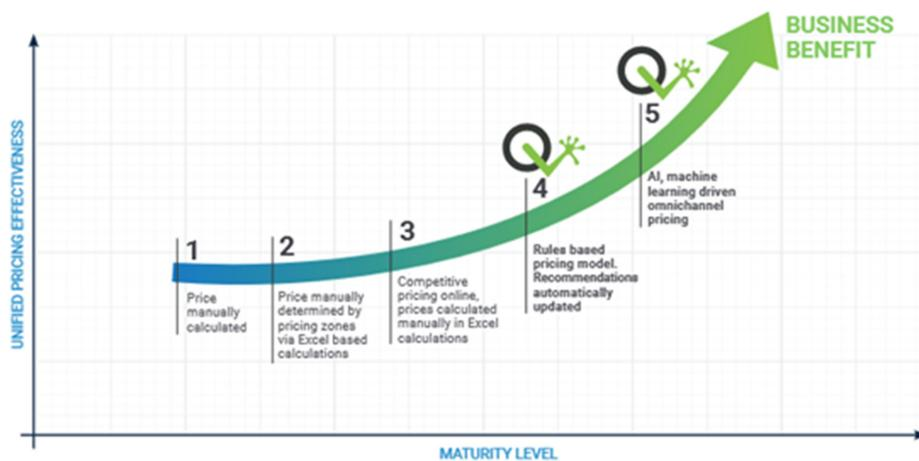 BUSINESS
BENEFIT
5
AI, machine
learning driven
omnichannel
pricing
4
Rules based
pricing model.
Recommendations
automatically
updated
3
Competitive
pricing online,
prices calculated
manually in Excel
calculations
2
Price manually
determined by
pricing zones
via Excel based
calculations
1
Price
manually
calculated
UNIFIED PRICING EFFECTIVENESS
MATURITY LEVEL